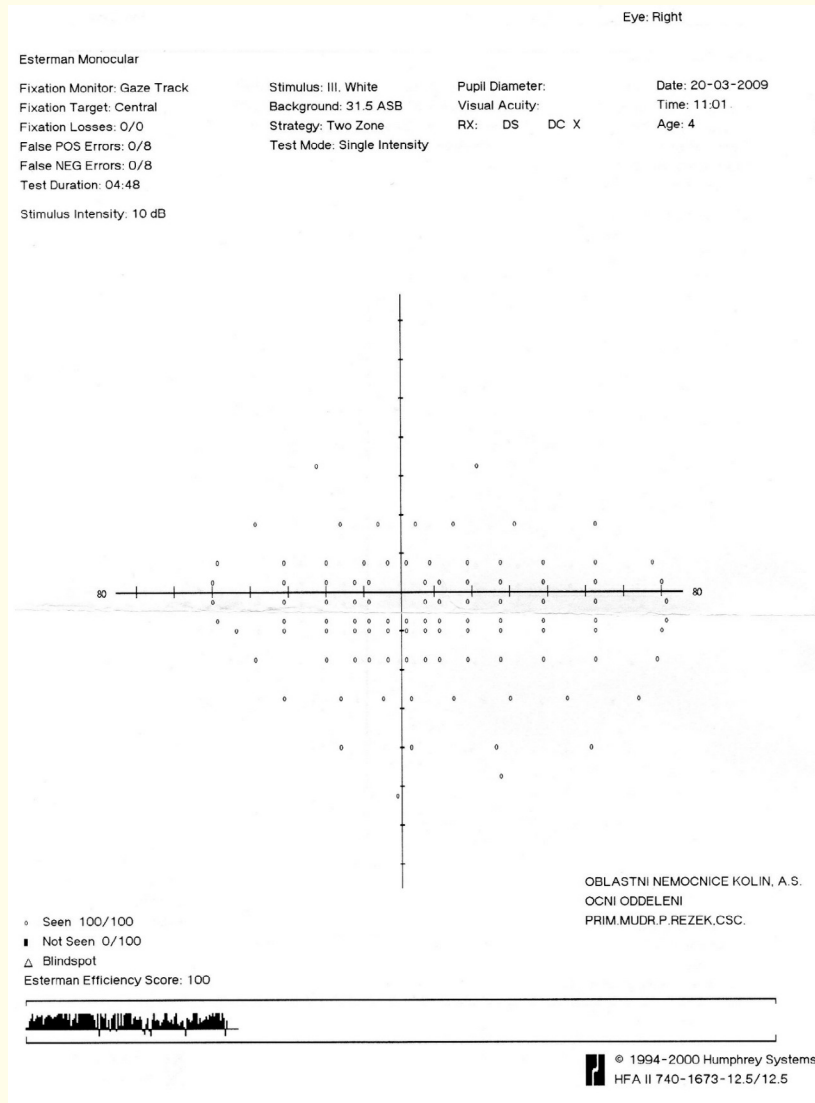 Eye: Right
Esterman Monocular
Fixation Monitor: Gaze Track
Fixation Target: Central
Fixation Losses: 0/0
False POS Errors: 0/8
False NEG Errors: 0/8
Test Duration: 04:48
Stimulus Intensity: 10 dB
Stimulus: III, White
Background: 31.5 ASB
Strategy: Two Zone
Test Mode: Single Intensity
Pupil Diameter:
Visual Acuity:
RX: DS DC X
Date: 20-03-2009
Time: 11:01
Age: 4
80 80
OBLASTNI NEMOCNICE KOLIN, A.S.
OCNI ODDELENI
PRIM.MUDR.P.REZEK,CSC.
Seen 100/100
Not Seen 0/100
Blindspot
Esterman Efficiency Score: 100
© 1994-2000 Humphrey Systems
HFA II 740-1673-12.5/12.5